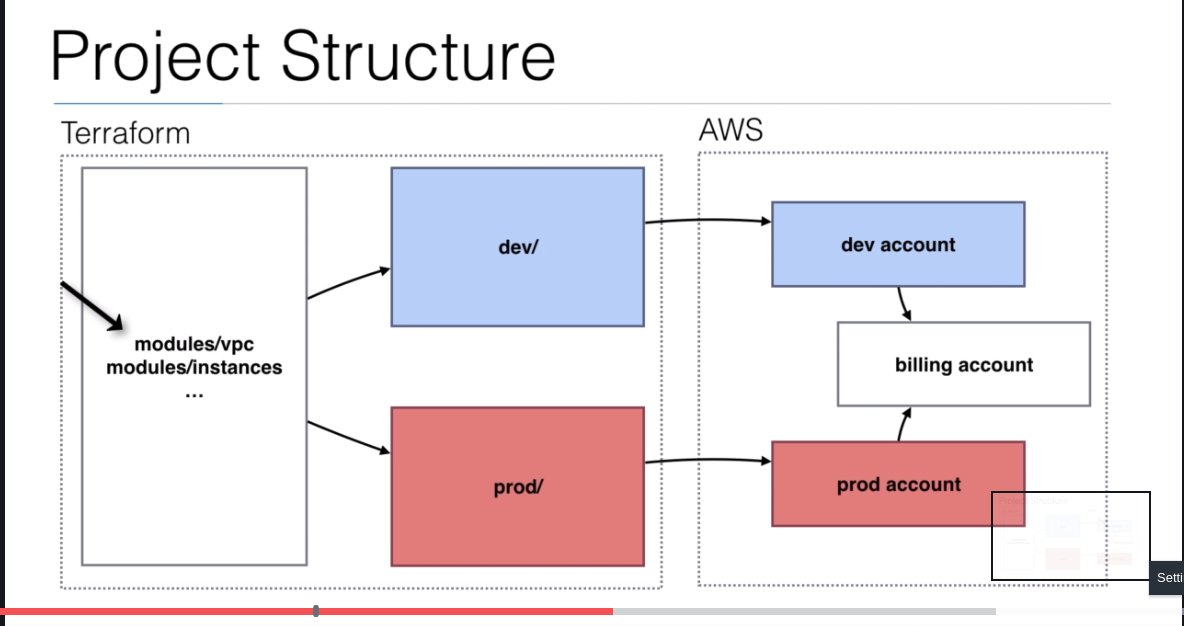 Project Structure
Terraform
AWS
modules/vpc
modules/instances
...
dev/
prod/
dev account
billing account
prod account
Setti